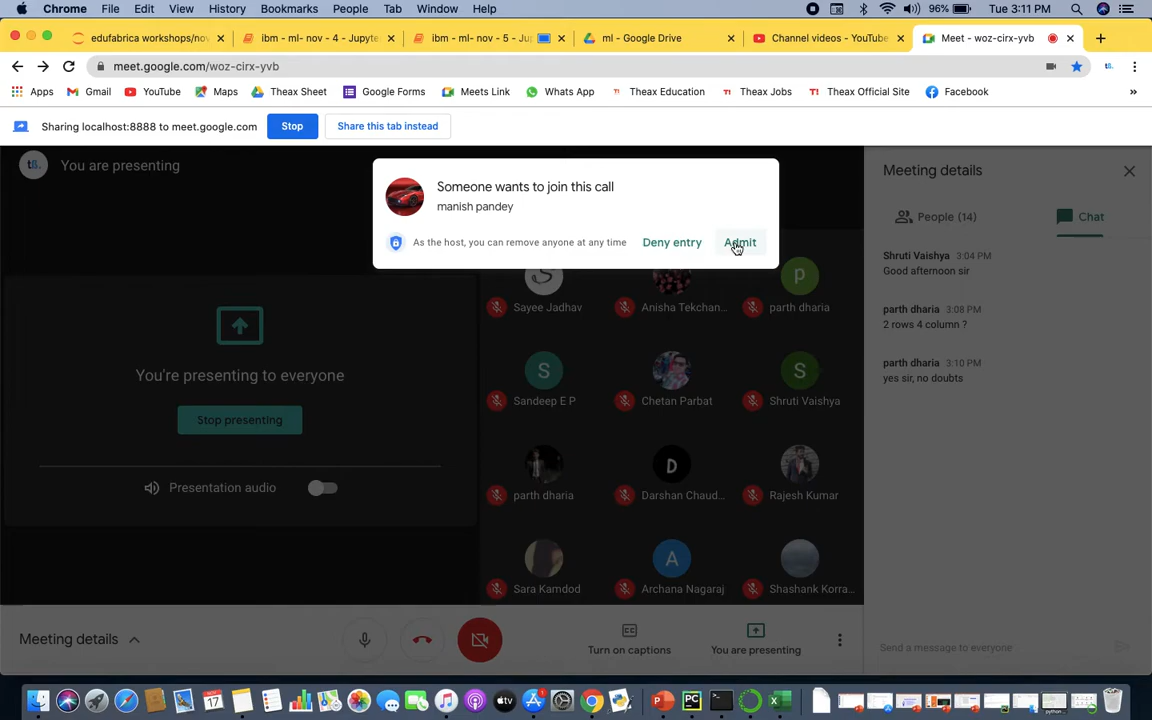 Chrome File Edit View History Bookmarks People Tab Window Help 96% Tue 3:11 PM
edufabrica workshops/nov ibm - ml- nov - 4 - Jupyte ibm - ml- nov - 5 - Ju ml - Google Drive Channel videos - YouTube Meet - woz-cirx-yvb
meet.google.com/woz-cirx-yvb
Apps Gmail YouTube Maps Theax Sheet Google Forms Meets Link Whats App Theax Education Theax Jobs Theax Official Site Facebook
Sharing localhost:8888 to meet.google.com Stop Share this tab instead
You are presenting
Someone wants to join this call
manish pandey
As the host, you can remove anyone at any time Deny entry Admit
Meeting details
People (14) Chat
Shruti Vaishya 3:04 PM
Good afternoon sir
parth dharia 3:08 PM
2 rows 4 column ?
parth dharia 3:10 PM
yes sir, no doubts
You're presenting to everyone
Stop presenting
Presentation audio
Sayee Jadhav Anisha Tekchan... parth dharia
S
S
Sandeep E P Chetan Parbat Shruti Vaishya
D
parth dharia Darshan Chaud... Rajesh Kumar
A
Sara Kamdod Archana Nagaraj Shashank Korra...
Meeting details
Turn on captions You are presenting
Send a message to everyone